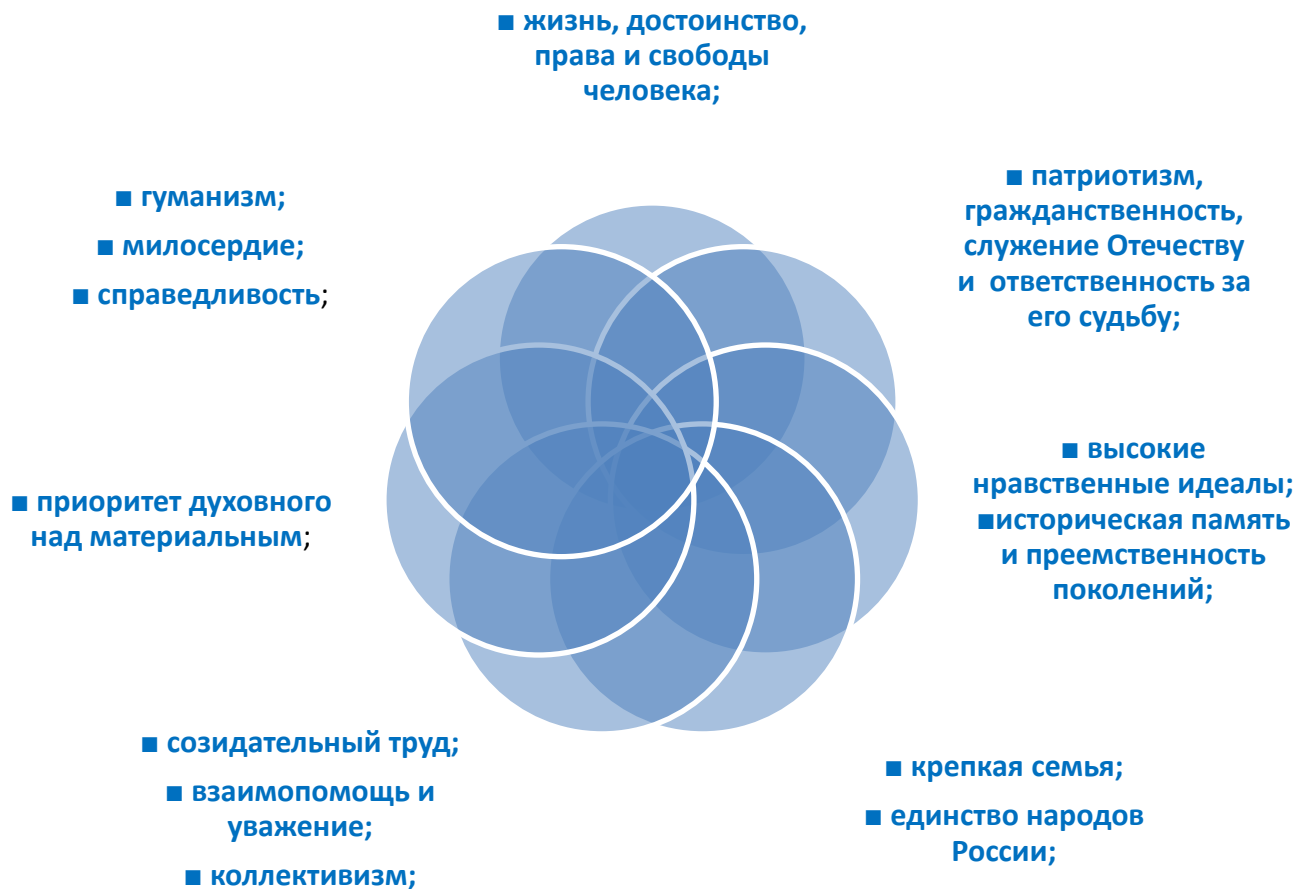 ■ жизнь, достоинство,
права и свободы
человека;
■ патриотизм,
гражданственность,
служение Отечеству
и ответственность за
его судьбу;
■ высокие
нравственные идеалы;
■историческая память
и преемственность
поколений;
■ крепкая семья;
■ единство народов
России;
■ созидательный труд;
■ взаимопомощь и
уважение;
■ коллективизм;
■ приоритет духовного
над материальным;
■ гуманизм;
■ милосердие;
■ справедливость;